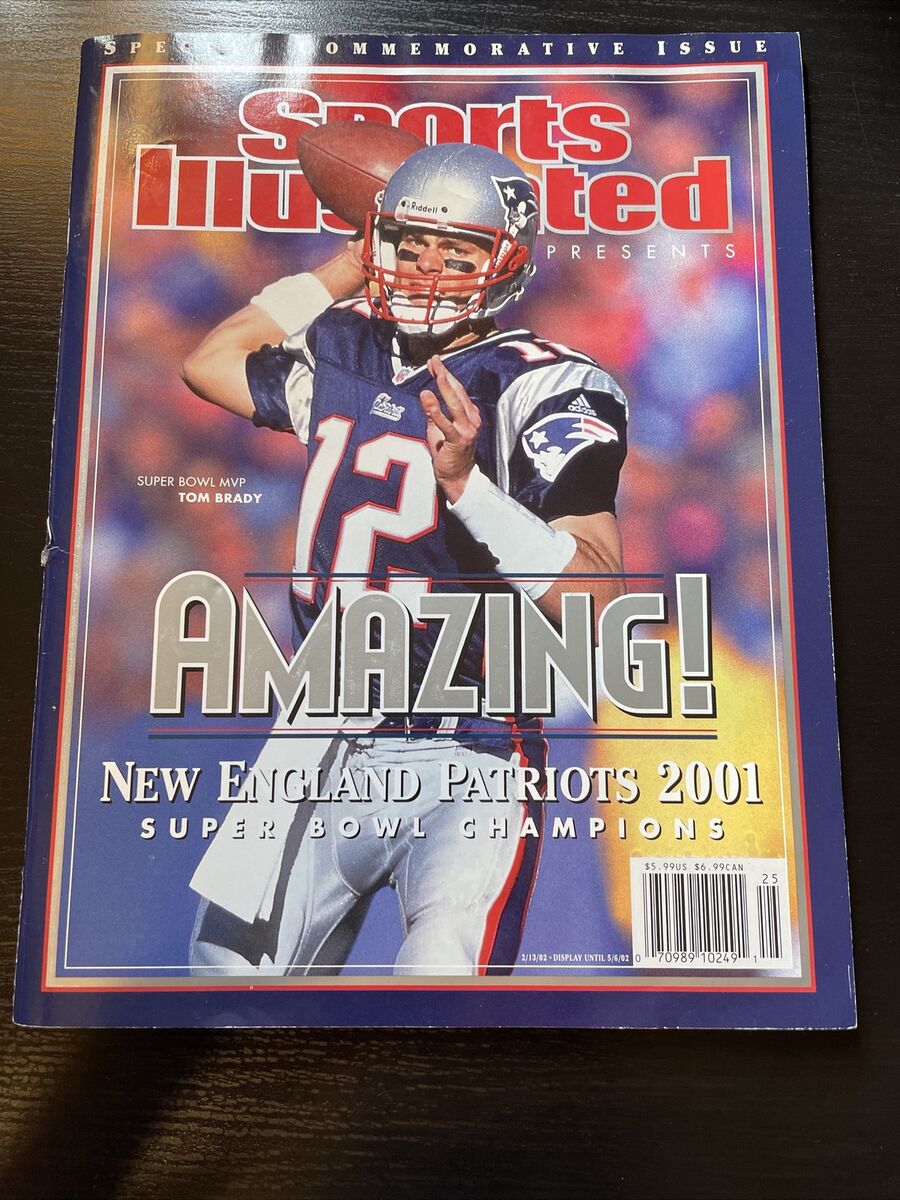 SPECIAL COMMEMORATIVE ISSUE
Sports
Illustrated
PRESENTS
Riddell
12
adidas
12
SUPER BOWL MVP
TOM BRADY
AMAZING!
NEW ENGLAND PATRIOTS 2001
SUPER BOWL CHAMPIONS
$5.99US $6.99CAN
25
2/13/02 • DISPLAY UNTIL 5/6/02
0 70989 10249 1